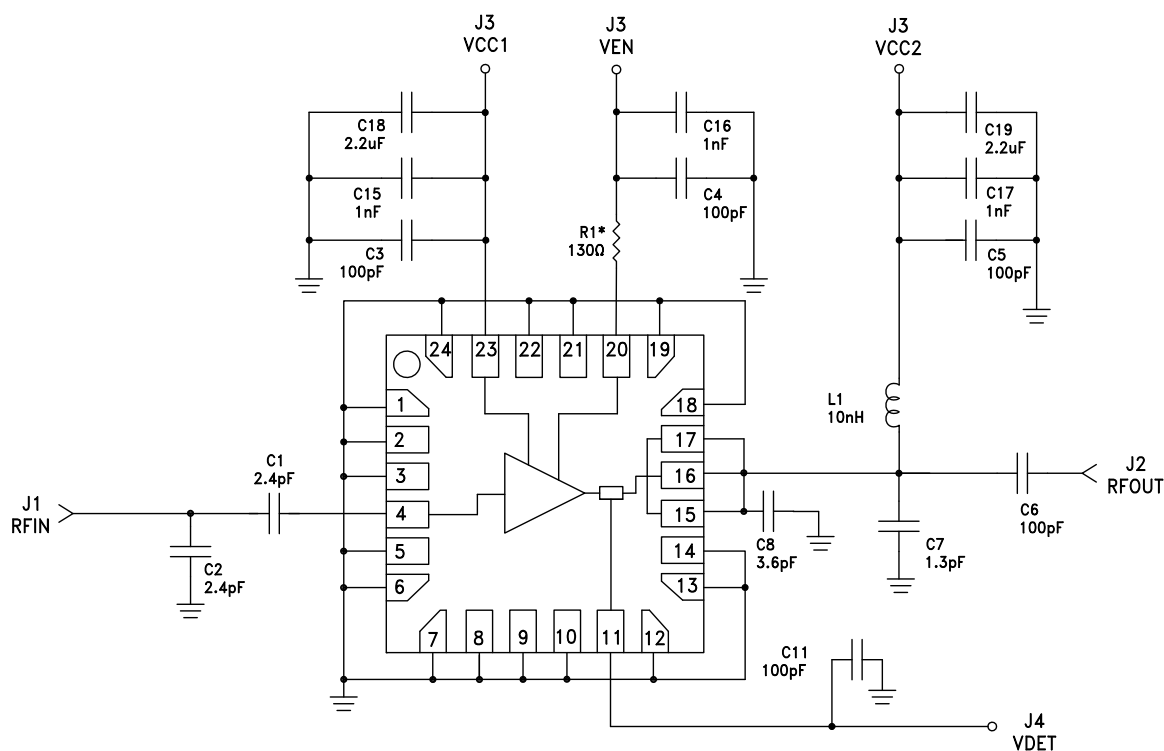 J3
VCC1
J3
VEN
J3
VCC2
C18
2.2uF
C15
1nF
C3
100pF
C16
1nF
C4
100pF
R1*
130Ω
C19
2.2uF
C17
1nF
C5
100pF
24
23
22
21
20
19
1
2
3
4
5
6
18
17
16
15
14
13
7
8
9
10
11
12
L1
10nH
J1
RFIN
C1
2.4pF
C2
2.4pF
C8
3.6pF
C7
1.3pF
C6
100pF
J2
RFOUT
C11
100pF
J4
VDET